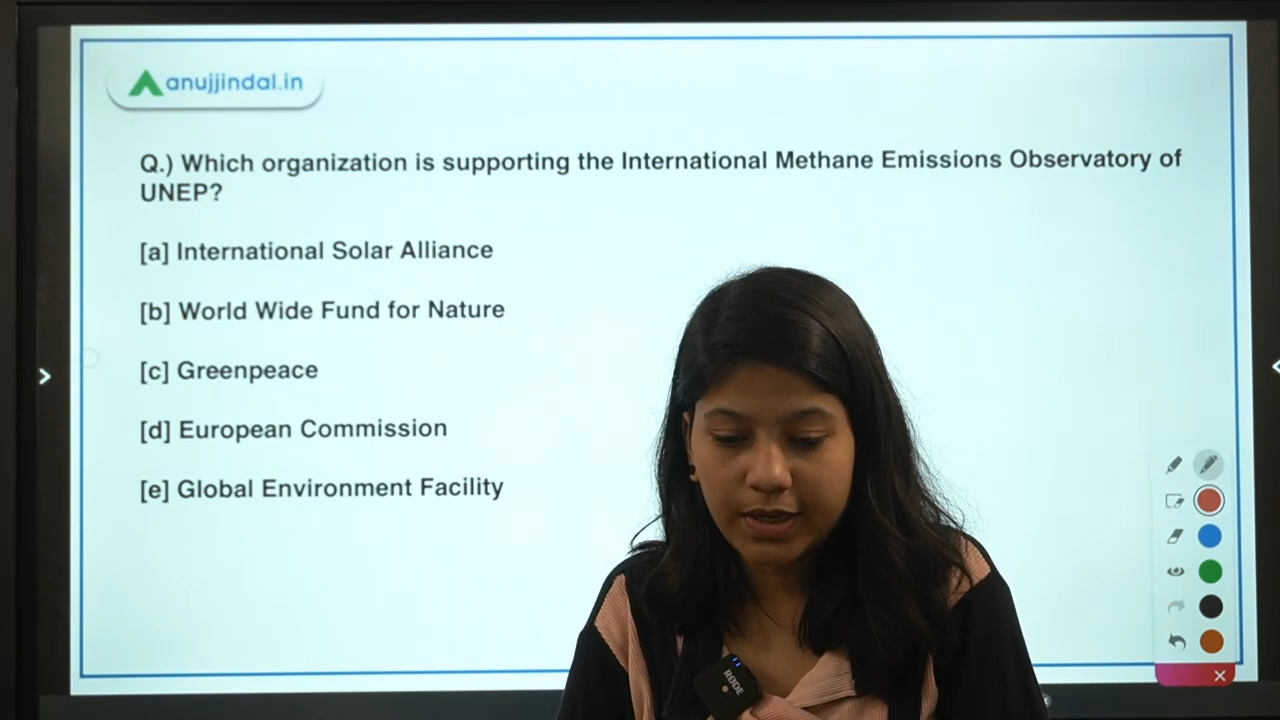 anujjindal.in
Q.) Which organization is supporting the International Methane Emissions Observatory of
UNEP?
[a] International Solar Alliance
[b] World Wide Fund for Nature
[c] Greenpeace
[d] European Commission
[e] Global Environment Facility
RØDE